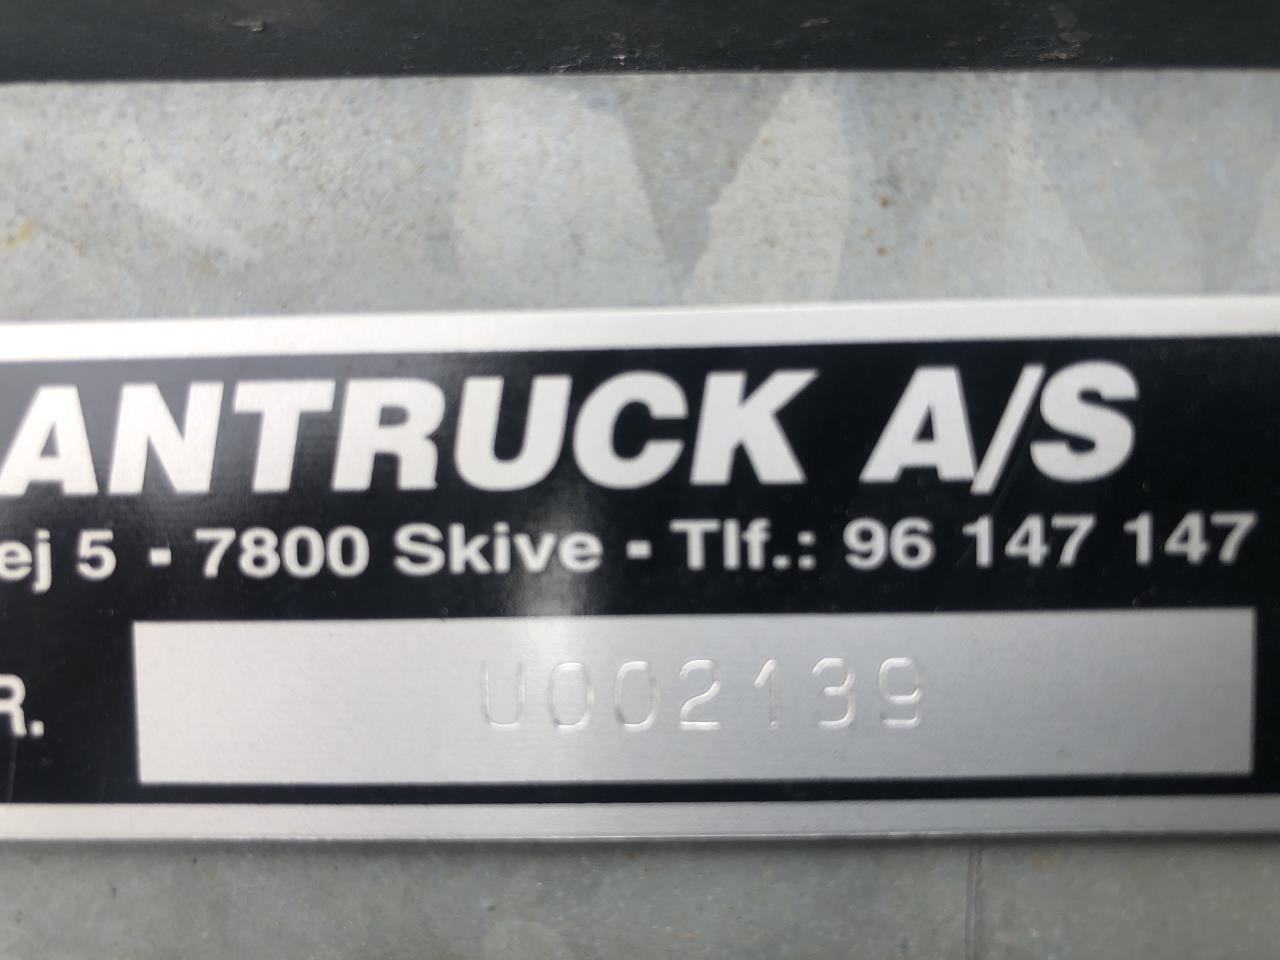 ANTRUCK A/S
ej 5 - 7800 Skive - Tlf.: 96 147 147
R. U002139